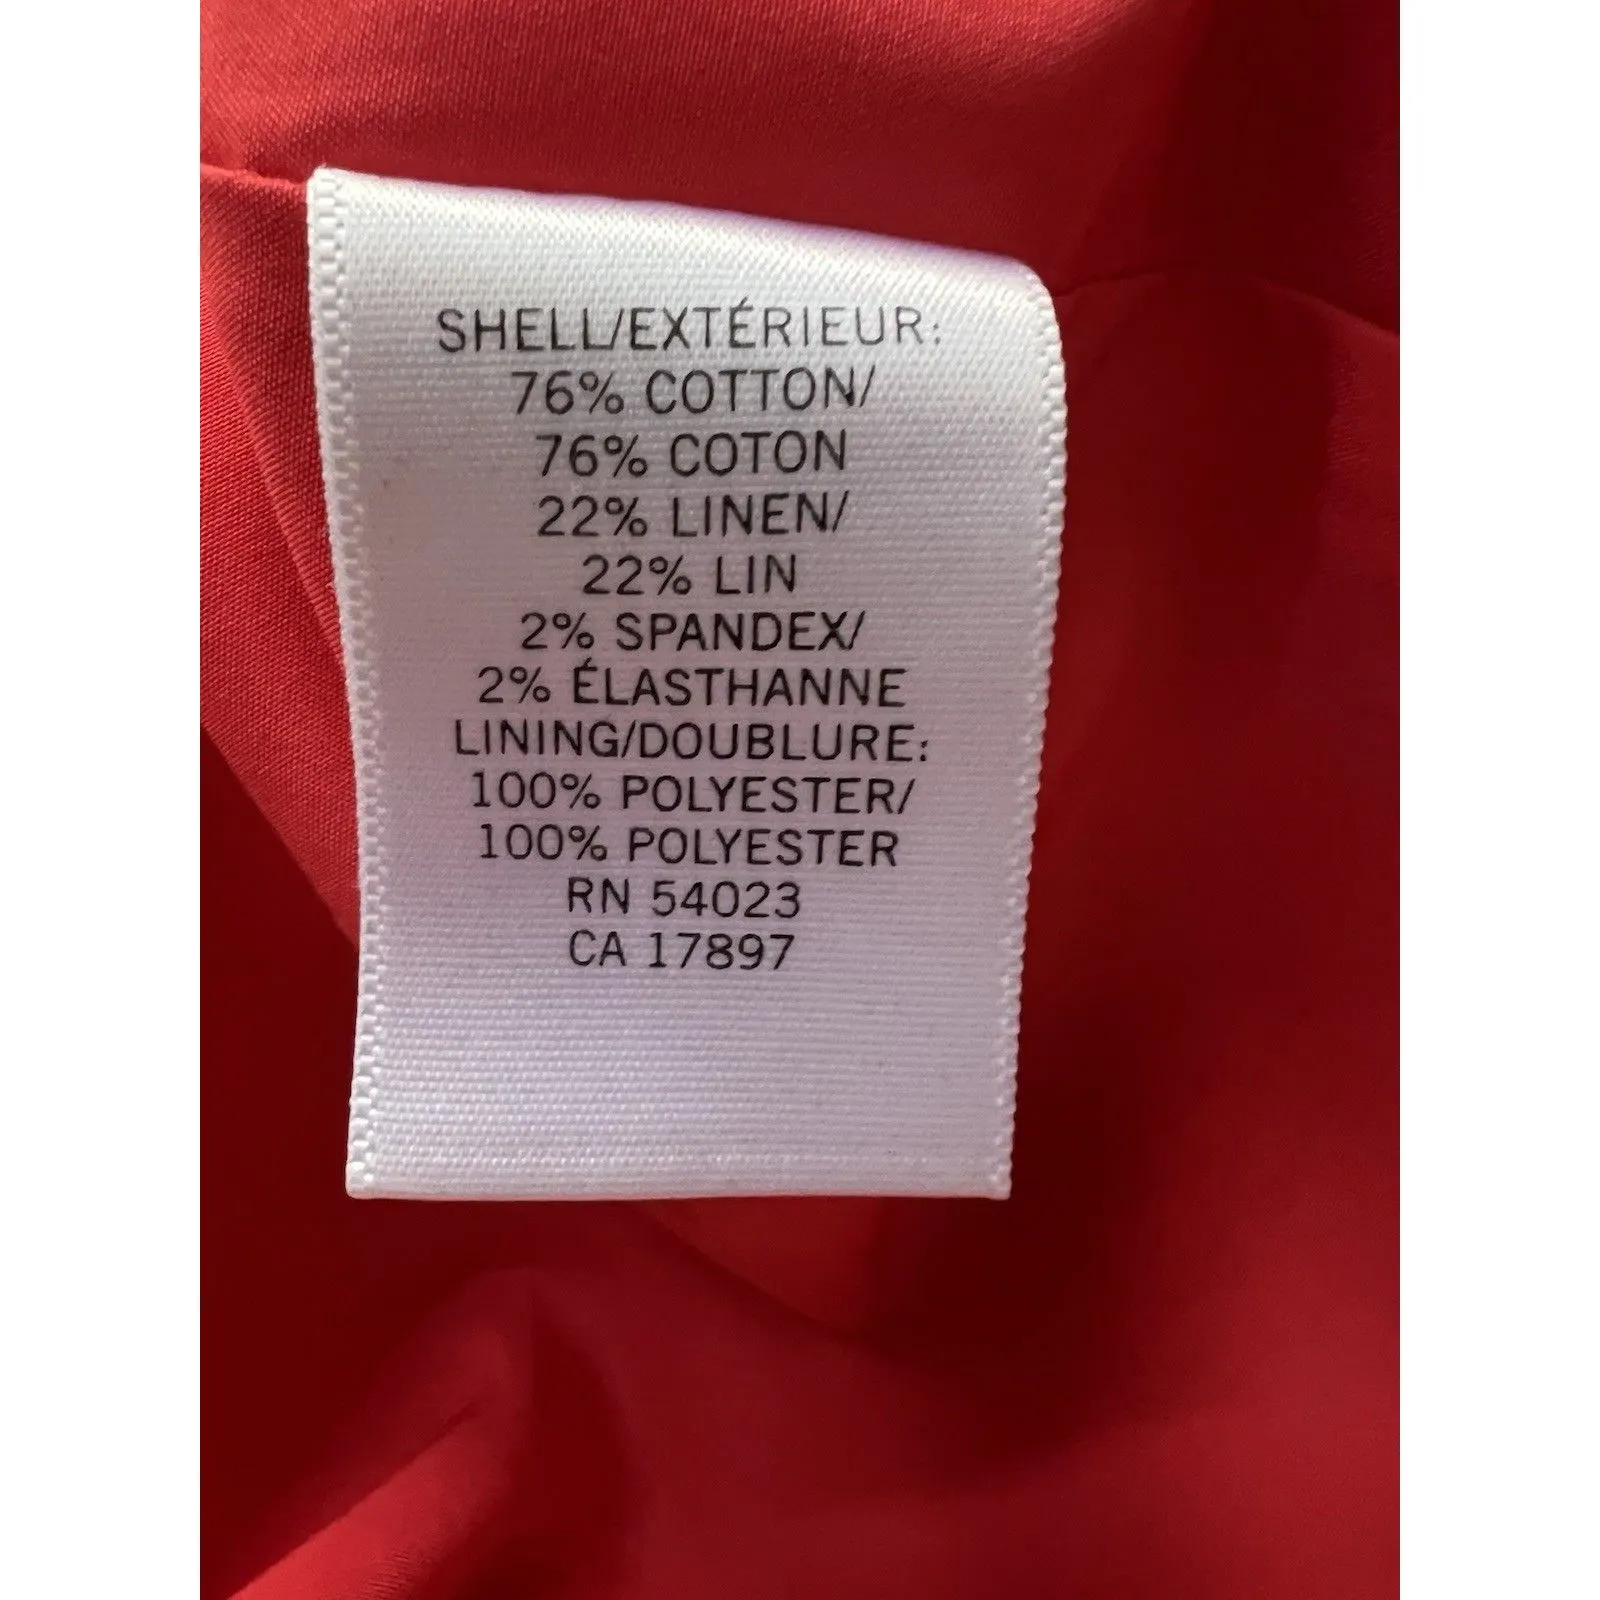 SHELL/EXTÉRIEUR:
76% COTTON/
76% COTON
22% LINEN/
22% LIN
2% SPANDEX/
2% ÉLASTHANNE
LINING/DOUBLURE:
100% POLYESTER/
100% POLYESTER
RN 54023
CA 17897